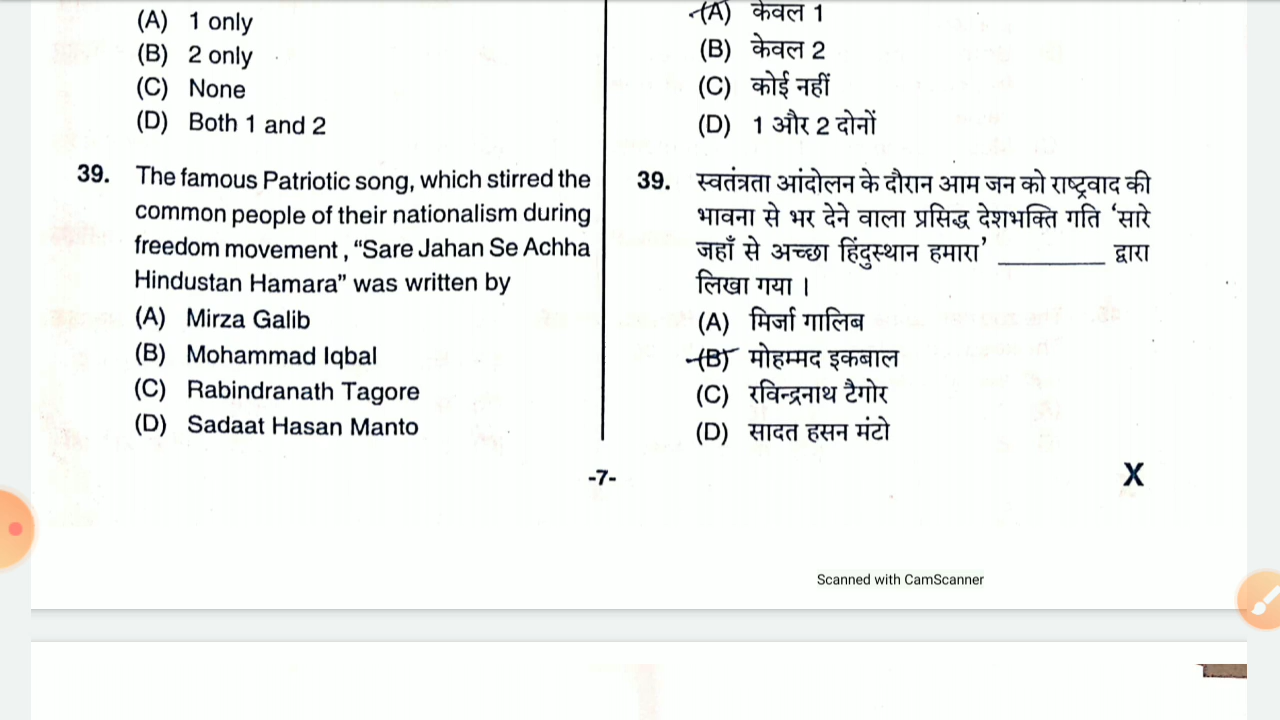 (A) 1 only
(B) 2 only
(C) None
(D) Both 1 and 2
39. The famous Patriotic song, which stirred the
common people of their nationalism during
freedom movement, “Sare Jahan Se Achha
Hindustan Hamara” was written by
(A) Mirza Galib
(B) Mohammad Iqbal
(C) Rabindranath Tagore
(D) Sadaat Hasan Manto
(A) केवल 1
(B) केवल 2
(C) कोई नहीं
(D) 1 और 2 दोनों
39. स्वतंत्रता आंदोलन के दौरान आम जन को राष्ट्रवाद की
भावना से भर देने वाला प्रसिद्ध देशभक्ति गति ‘सारे
जहाँ से अच्छा हिंदुस्थान हमारा’ ________ द्वारा
लिखा गया ।
(A) मिर्जा गालिब
(B) मोहम्मद इकबाल
(C) रविन्द्रनाथ टैगोर
(D) सादत हसन मंटो
-7-
X
Scanned with CamScanner